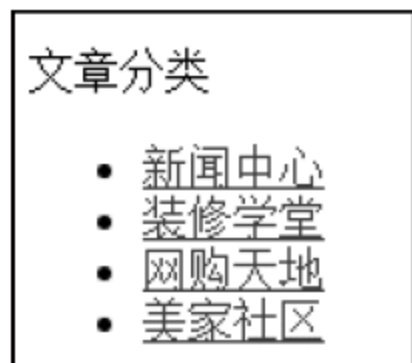 文章分类
新闻中心
装修学堂
网购天地
美家社区